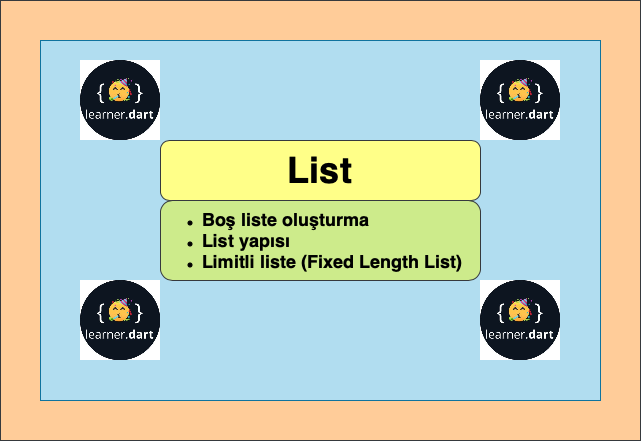 {🥳}
learner.dart
{🥳}
learner.dart
List
• Boş liste oluşturma
• List yapısı
• Limitli liste (Fixed Length List)
{🥳}
learner.dart
{🥳}
learner.dart